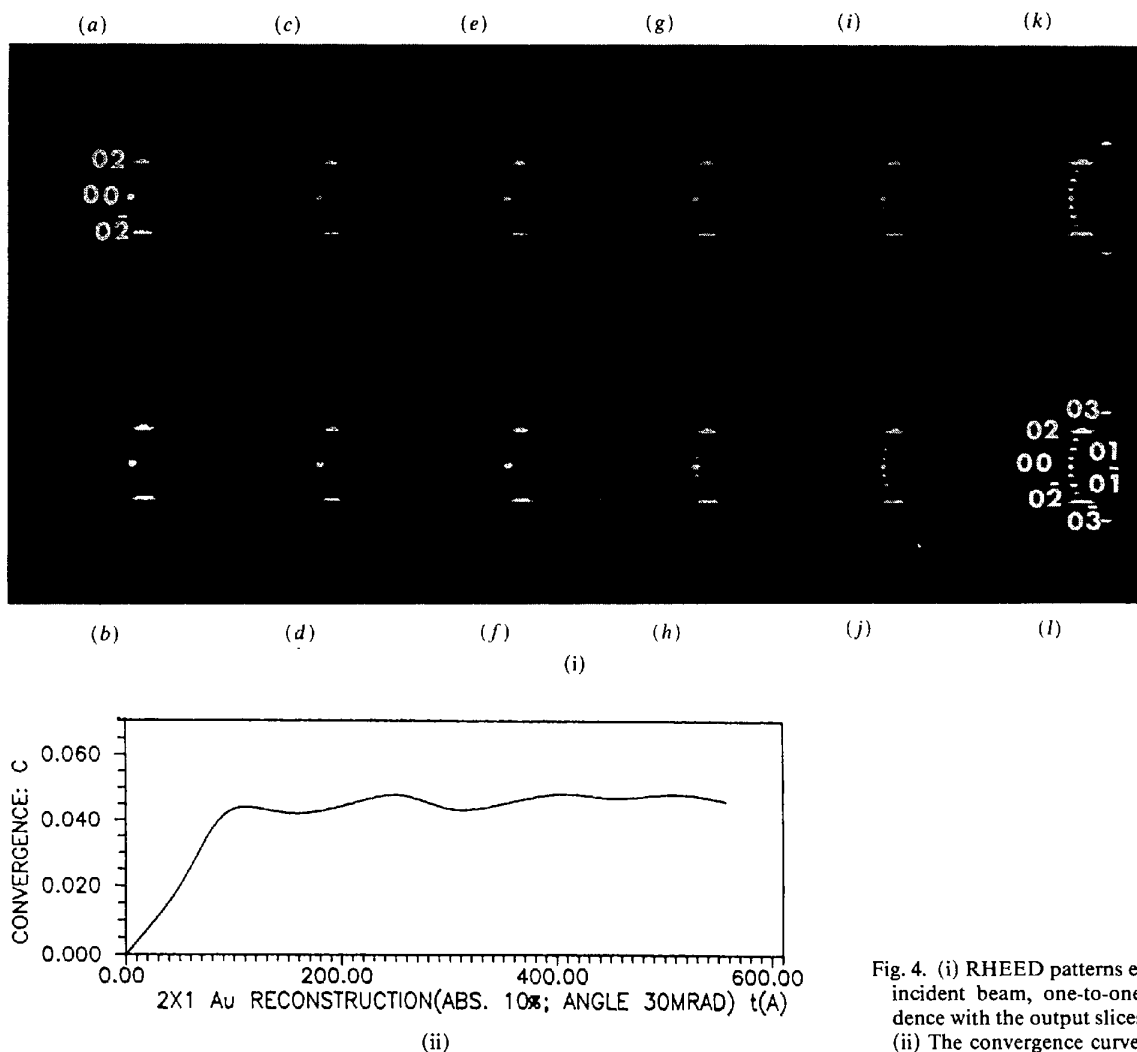 (a) (c) (e) (g) (i) (k)
02
00
02̄
03
02
01
00
01̄
02̄
03̄
(b) (d) (f) (h) (j) (l)
(i)
CONVERGENCE: C
0.060
0.040
0.020
0.000
0.00 200.00 400.00 600.00
2X1 Au RECONSTRUCTION(ABS. 10%; ANGLE 30MRAD) t(A)
(ii)
Fig. 4. (i) RHEED patterns e
incident beam, one-to-one
dence with the output slice
(ii) The convergence curve